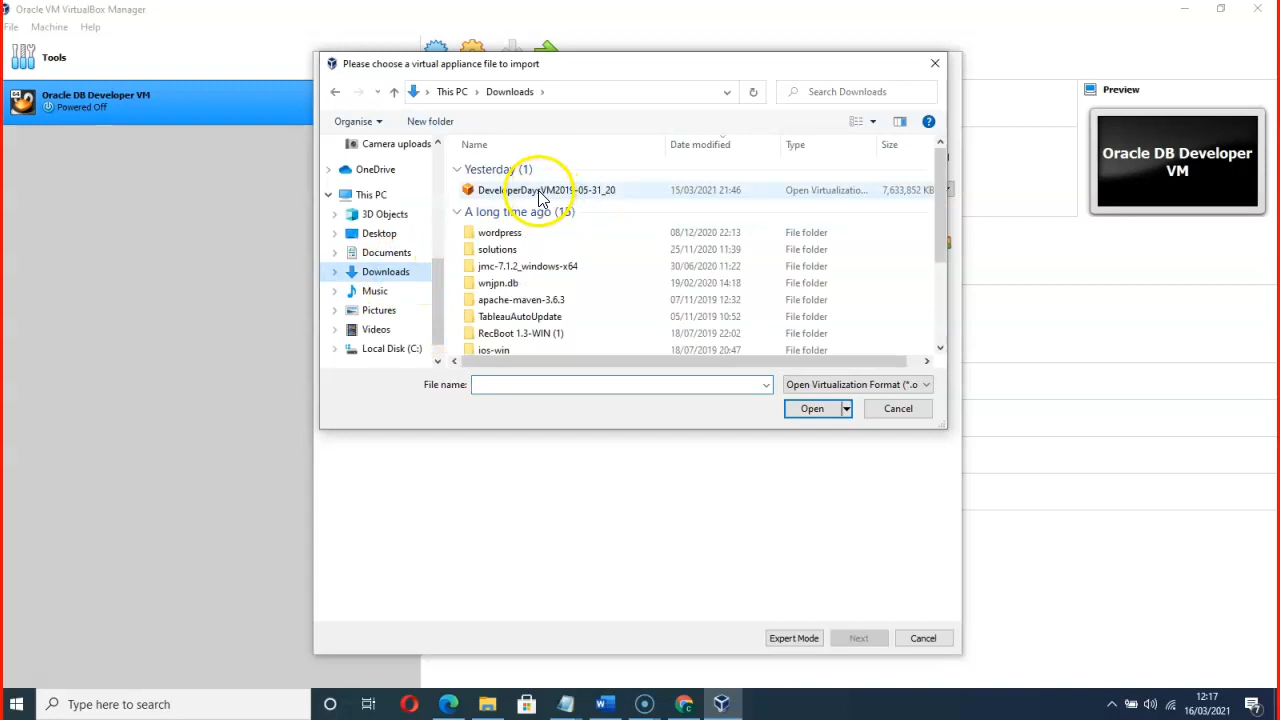 Oracle VM VirtualBox Manager
File Machine Help
Tools
Oracle DB Developer VM
Powered Off
Please choose a virtual appliance file to import
This PC Downloads
Search Downloads
Organise New folder
Name Date modified Type Size
Camera uploads
OneDrive
This PC
3D Objects
Desktop
Documents
Downloads
Music
Pictures
Videos
Local Disk (C:)
Yesterday (1)
DeveloperDaysVM2019-05-31_20 15/03/2021 21:46 Open Virtualizatio... 7,633,852 KB
A long time ago (15)
wordpress 08/12/2020 22:13 File folder
solutions 25/11/2020 11:39 File folder
jmc-7.1.2_windows-x64 30/06/2020 11:22 File folder
wnjpn.db 19/02/2020 14:18 File folder
apache-maven-3.6.3 07/11/2019 12:32 File folder
TableauAutoUpdate 05/11/2019 10:52 File folder
RecBoot 1.3-WIN (1) 18/07/2019 22:02 File folder
ios-win 18/07/2019 20:47 File folder
File name: Open Virtualization Format (*.o
Open Cancel
Preview
Oracle DB Developer
VM
Expert Mode Next Cancel
Type here to search
12:17
16/03/2021
7